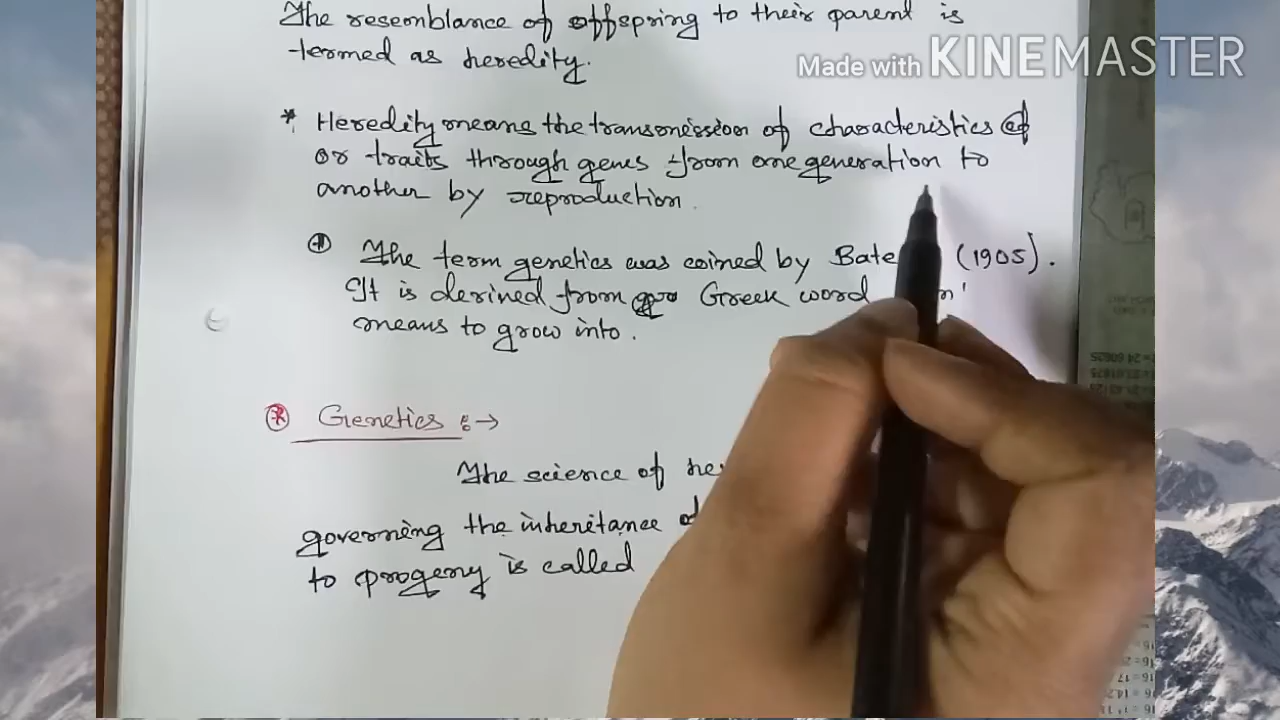 The resemblance of offspring to their parent is
termed as heredity.
Made with KINEMASTER
* Heredity means the transmission of characteristics of
or traits through genes from one generation to
another by reproduction.
The term genetics was coined by Bate (1905).
It is derived from Greek word n'
means to grow into.
Genetics :→
The science of he
governing the inheritance of
to progeny is called